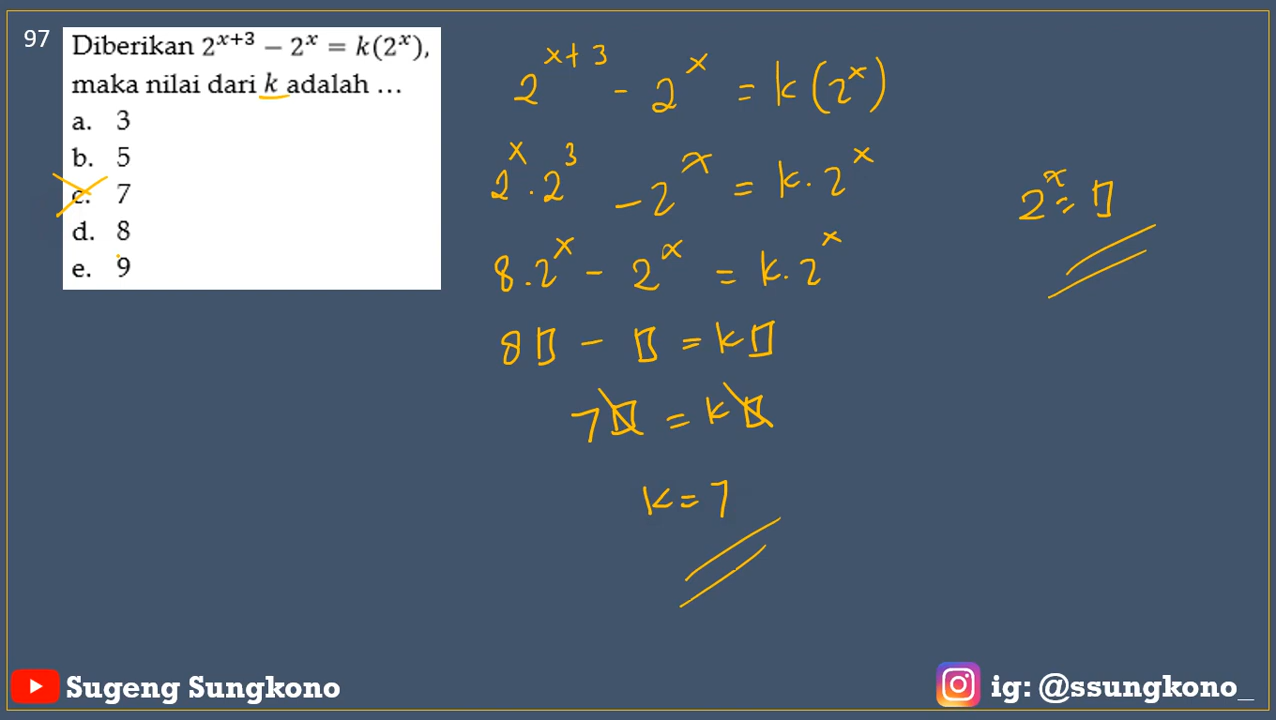 97
Diberikan 2^{x+3} − 2^x = k(2^x),
maka nilai dari k adalah …
a. 3
b. 5
c. 7
d. 8
e. 9
2^{x+3} - 2^x = k(2^x)
2^x . 2^3 - 2^x = k . 2^x
8 . 2^x - 2^x = k . 2^x
8▯ - ▯ = k▯
7▯ = k▯
k = 7
2^x = ▯
Sugeng Sungkono
ig: @ssungkono_